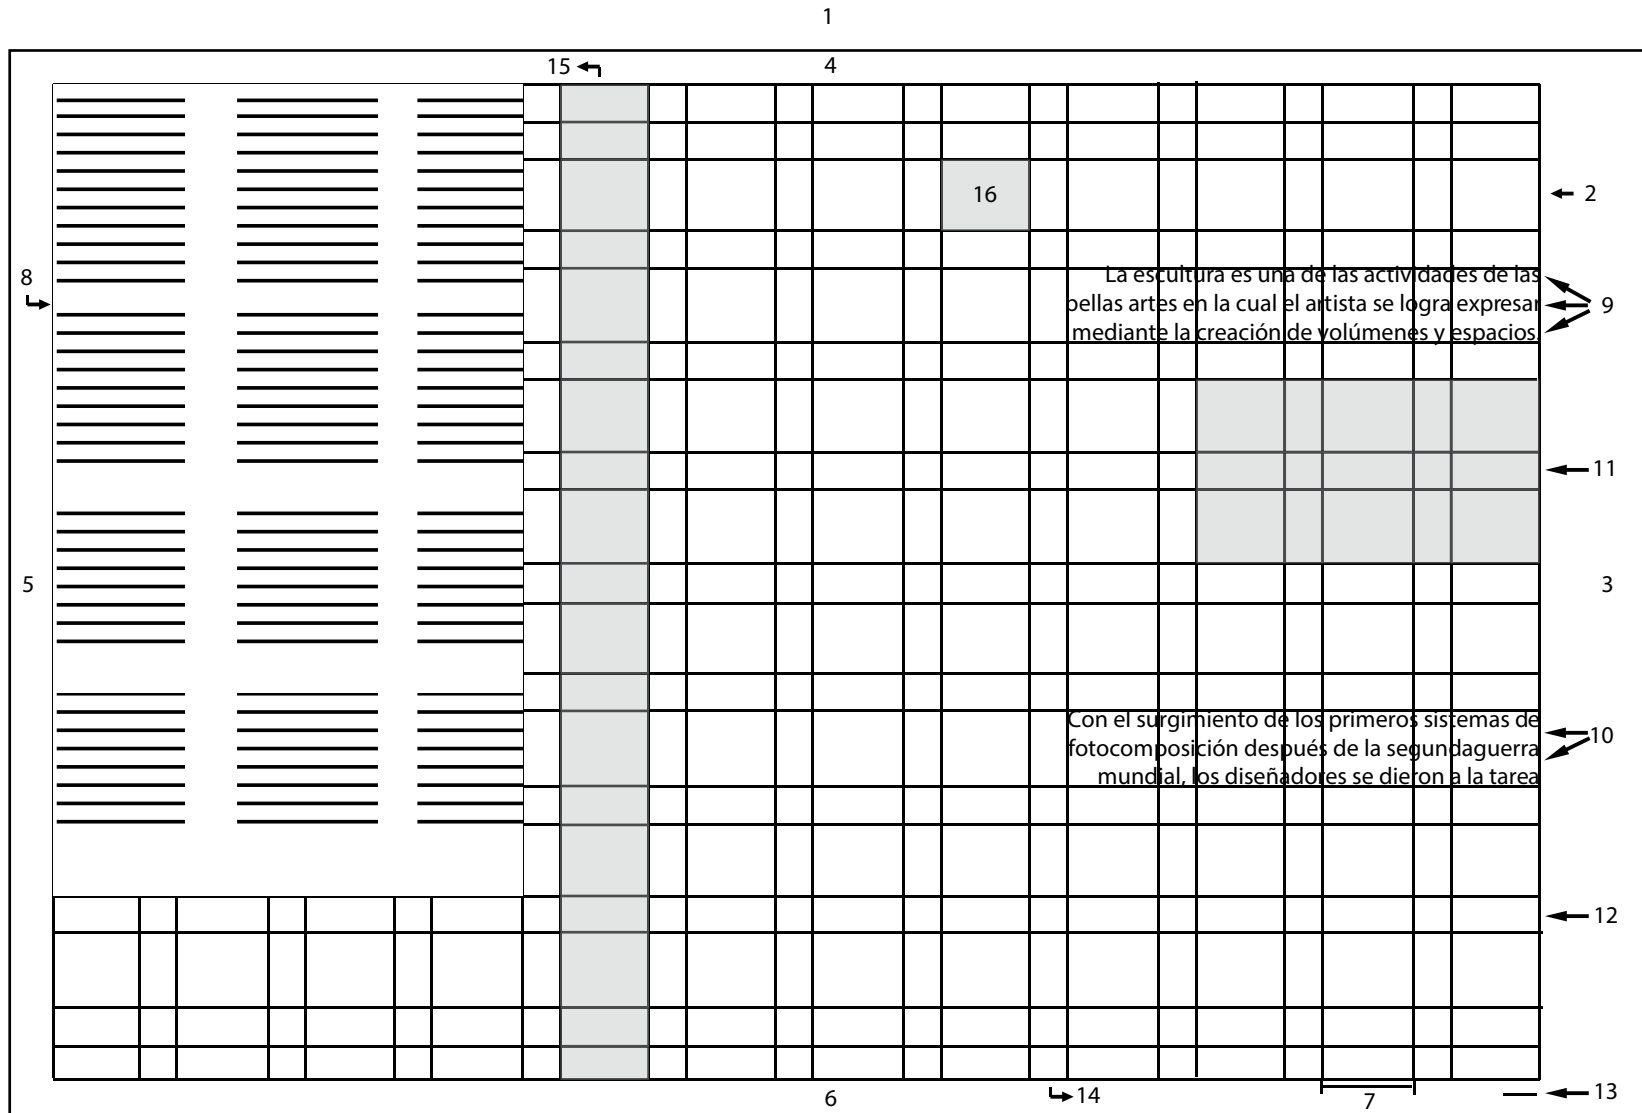 1
15
4
16
2
8
La escultura es una de las actividades de las
bellas artes en la cual el artista se logra expresar
mediante la creación de volúmenes y espacios.
9
11
5
3
Con el surgimiento de los primeros sistemas de
fotocomposición después de la segundaguerra
mundial, los diseñadores se dieron a la tarea
10
12
6
14
7
13